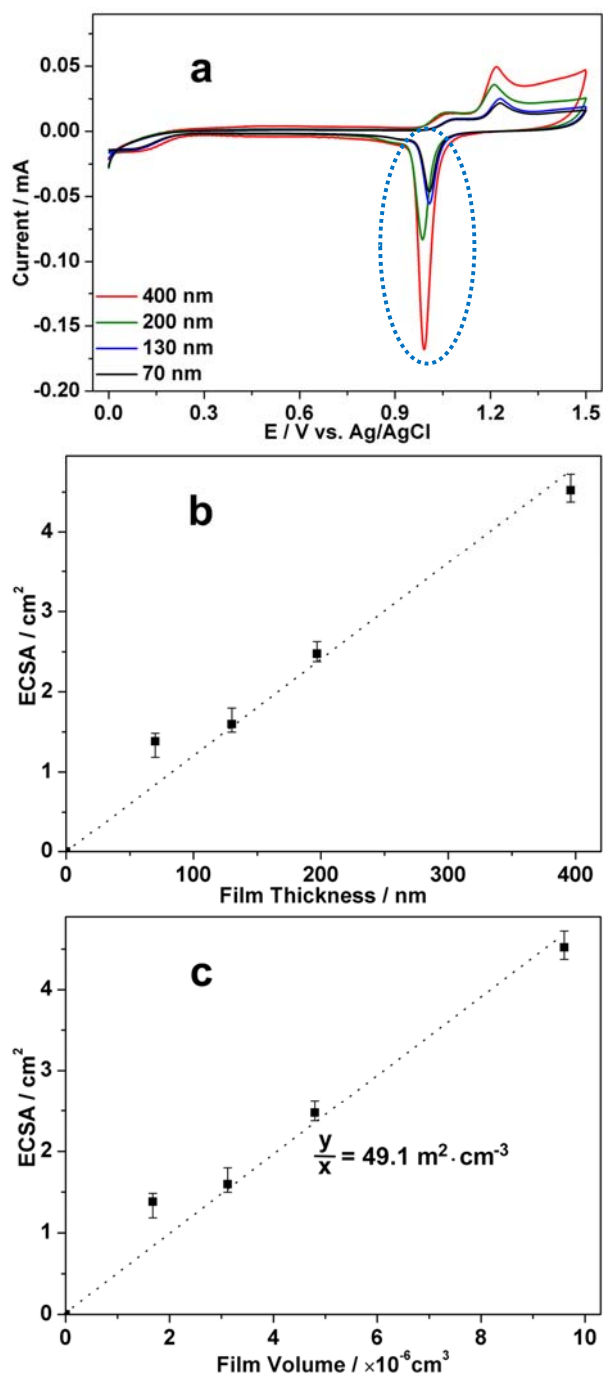 a
0.05
0.00
-0.05
-0.10
-0.15
-0.20
Current / mA
400 nm
200 nm
130 nm
70 nm
0.0 0.3 0.6 0.9 1.2 1.5
E / V vs. Ag/AgCl
b
4
3
2
1
0
ECSA / cm²
0 100 200 300 400
Film Thickness / nm
c
4
3
2
1
0
ECSA / cm²
y/x = 49.1 m²·cm⁻³
0 2 4 6 8 10
Film Volume / ×10⁻⁶cm³